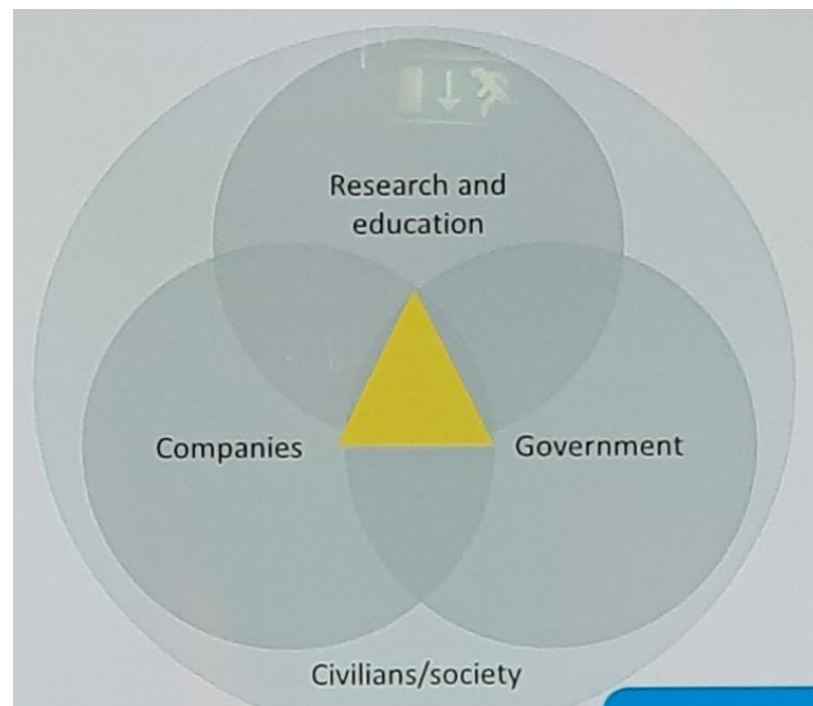 Research and
education
Companies
Government
Civilians/society